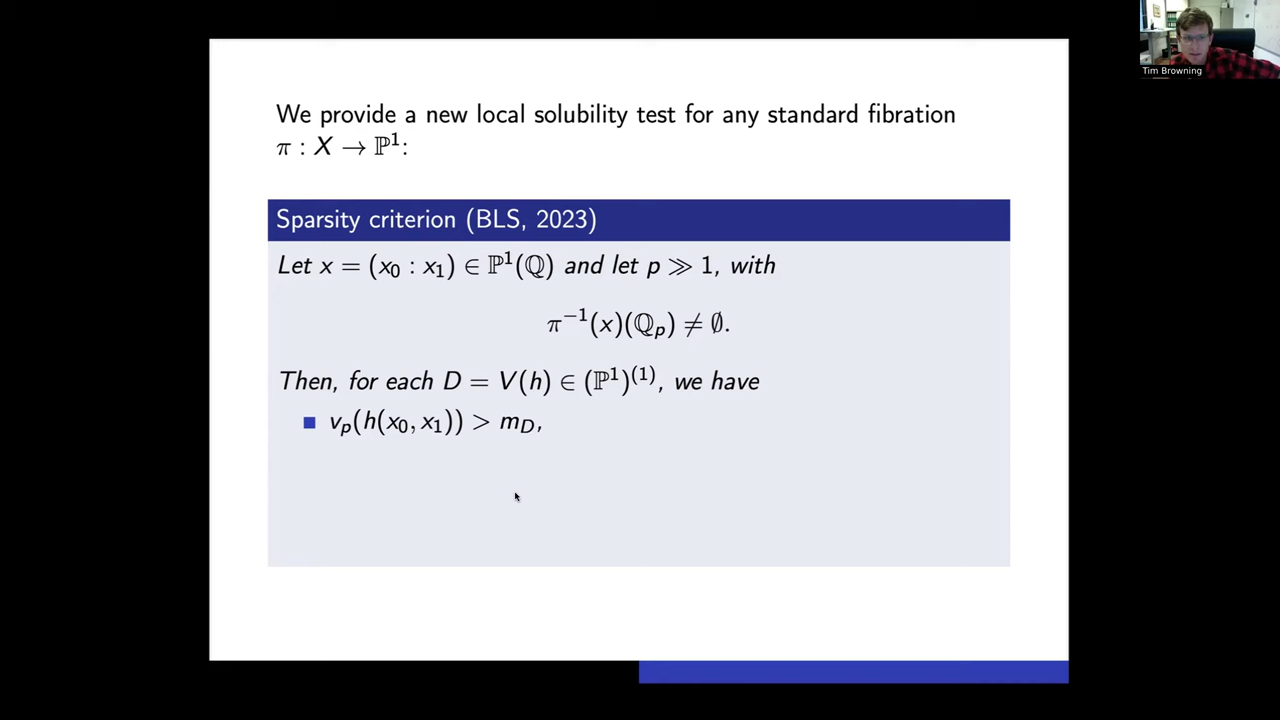 Tim Browning
We provide a new local solubility test for any standard fibration
π : X → ℙ¹:
Sparsity criterion (BLS, 2023)
Let x = (x₀ : x₁) ∈ ℙ¹(ℚ) and let p ≫ 1, with
π⁻¹(x)(ℚₚ) ≠ ∅.
Then, for each D = V(h) ∈ (ℙ¹)⁽¹⁾, we have
■ vₚ(h(x₀, x₁)) > m_D,